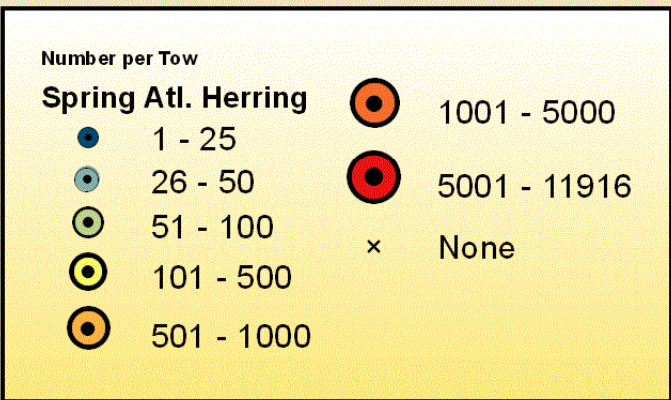 Number per Tow
Spring Atl. Herring
1 - 25
26 - 50
51 - 100
101 - 500
501 - 1000
1001 - 5000
5001 - 11916
× None